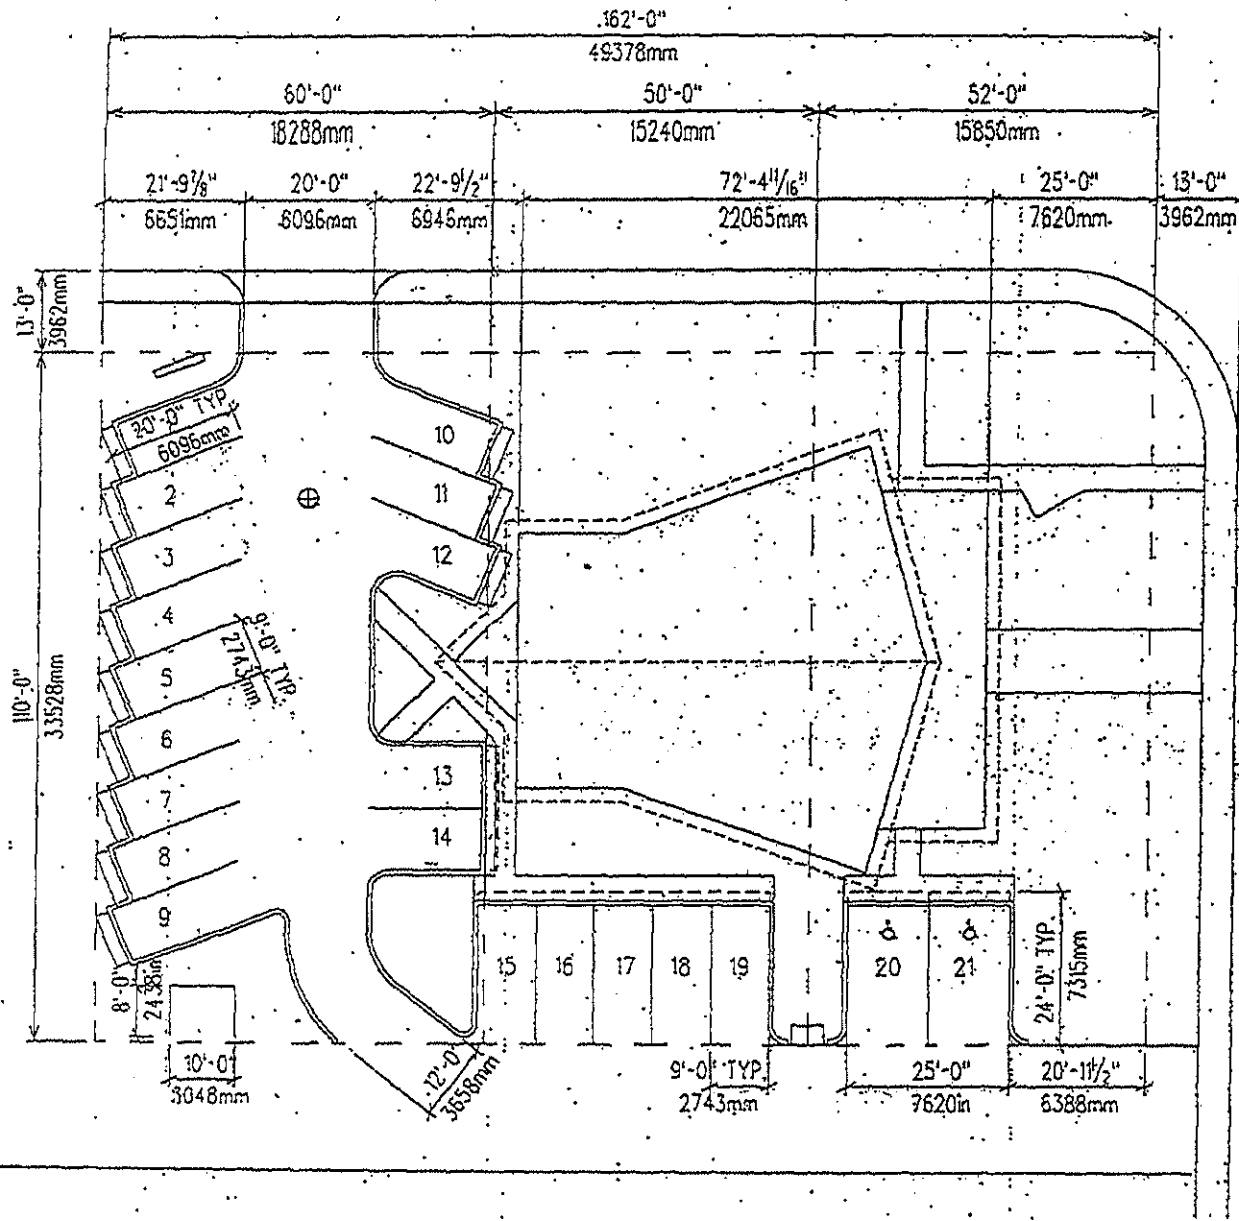 162'-0"
49378mm
60'-0" 50'-0" 52'-0"
18288mm 15240mm 15850mm
21'-9⅞" 20'-0" 22'-9½" 72'-4 11/16" 25'-0" 13'-0"
6651mm 6096mm 6946mm 22065mm 7620mm 3962mm
13'-0"
3962mm
20'-0" TYP.
6096mm
10
2
11
3
12
4
9'-0" TYP.
2743mm
5
110'-0"
33528mm
6
7
13
8
14
9
15 16 17 18 19 20 21
8'-0"
2438in
24'-0" TYP.
7315mm
10'-0"
3048mm
12'-0"
3658mm
9'-0" TYP. 25'-0" 20'-11½"
2743mm 7620in 6388mm